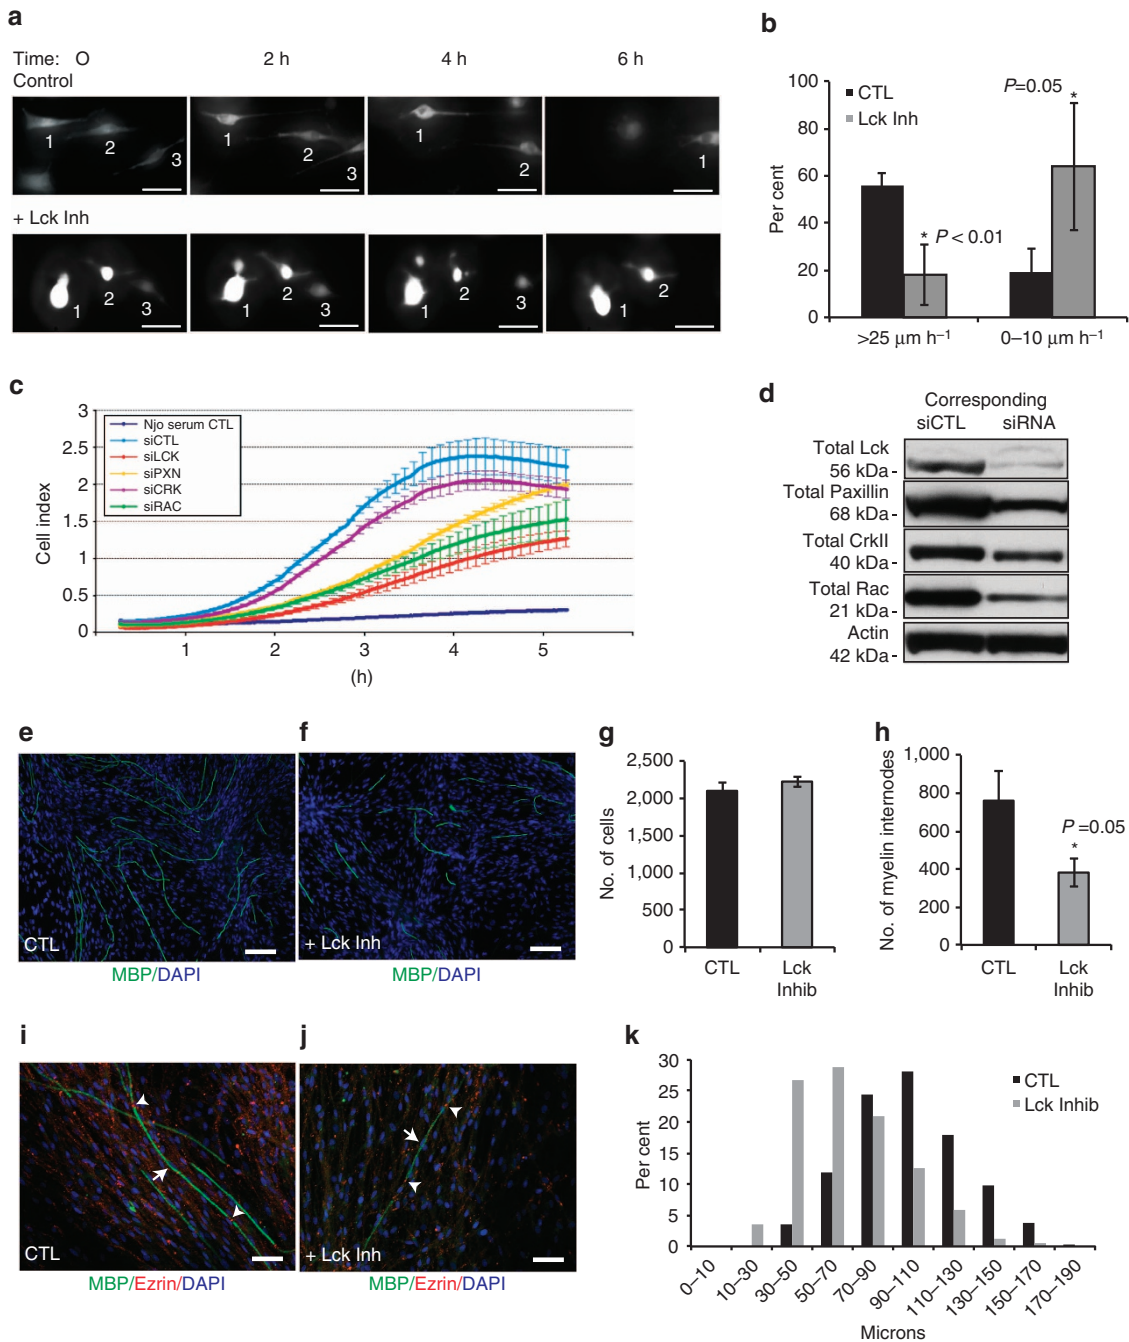 a
Time: O 2 h 4 h 6 h
Control
1 2 3
1 2 3
1 2
1
+ Lck Inh
1 2 3
1 2 3
1 2 3
1 2
b
100
80
60
40
20
0
Per cent
CTL
Lck Inh
P=0.05
*
* P < 0.01
>25 μm h⁻¹ 0–10 μm h⁻¹
c
3
2.5
2
1.5
1
0.5
0
Cell index
Njo serum CTL
siCTL
siLCK
siPXN
siCRK
siRAC
1 2 3 4 5
(h)
d
Corresponding
siCTL siRNA
Total Lck
56 kDa-
Total Paxillin
68 kDa-
Total CrkII
40 kDa-
Total Rac
21 kDa-
Actin
42 kDa-
e
CTL
MBP/DAPI
f
+ Lck Inh
MBP/DAPI
g
2,500
2,000
1,500
1,000
500
0
No. of cells
CTL Lck
Inhib
h
1,000
800
600
400
200
0
No. of myelin internodes
P =0.05
*
CTL Lck
Inhib
i
CTL
MBP/Ezrin/DAPI
j
+ Lck Inh
MBP/Ezrin/DAPI
k
30
25
20
15
10
5
0
Per cent
CTL
Lck Inhib
0–10
10–30
30–50
50–70
70–90
90–110
110–130
130–150
150–170
170–190
Microns